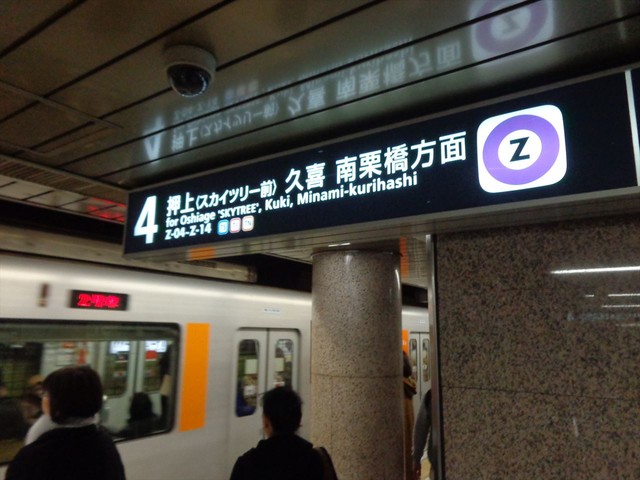 4
押上〈スカイツリー前〉 久喜 南栗橋方面
for Oshiage 'SKYTREE', Kuki, Minami-kurihashi
Z-04-Z-14
Z